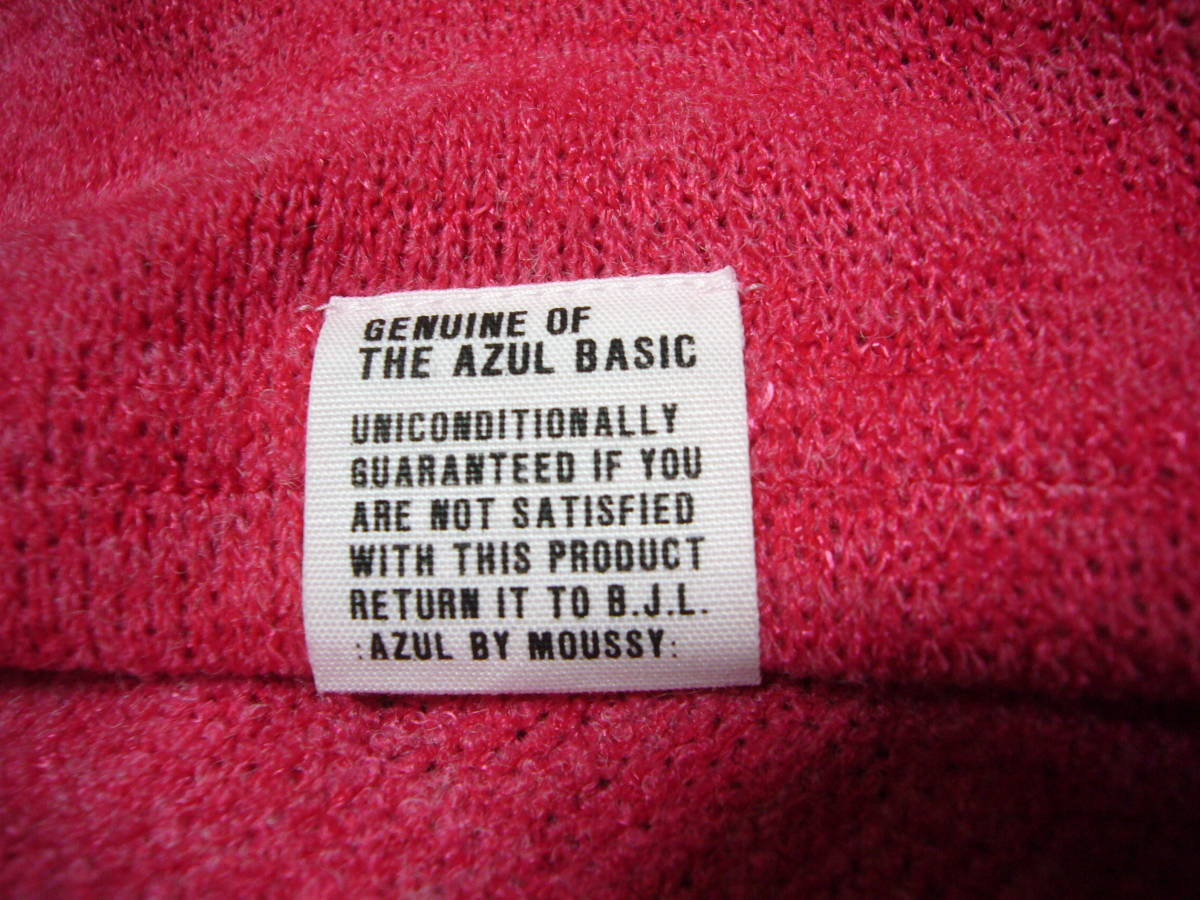 GENUINE OF
THE AZUL BASIC
UNICONDITIONALLY
GUARANTEED IF YOU
ARE NOT SATISFIED
WITH THIS PRODUCT
RETURN IT TO B.J.L.
:AZUL BY MOUSSY: